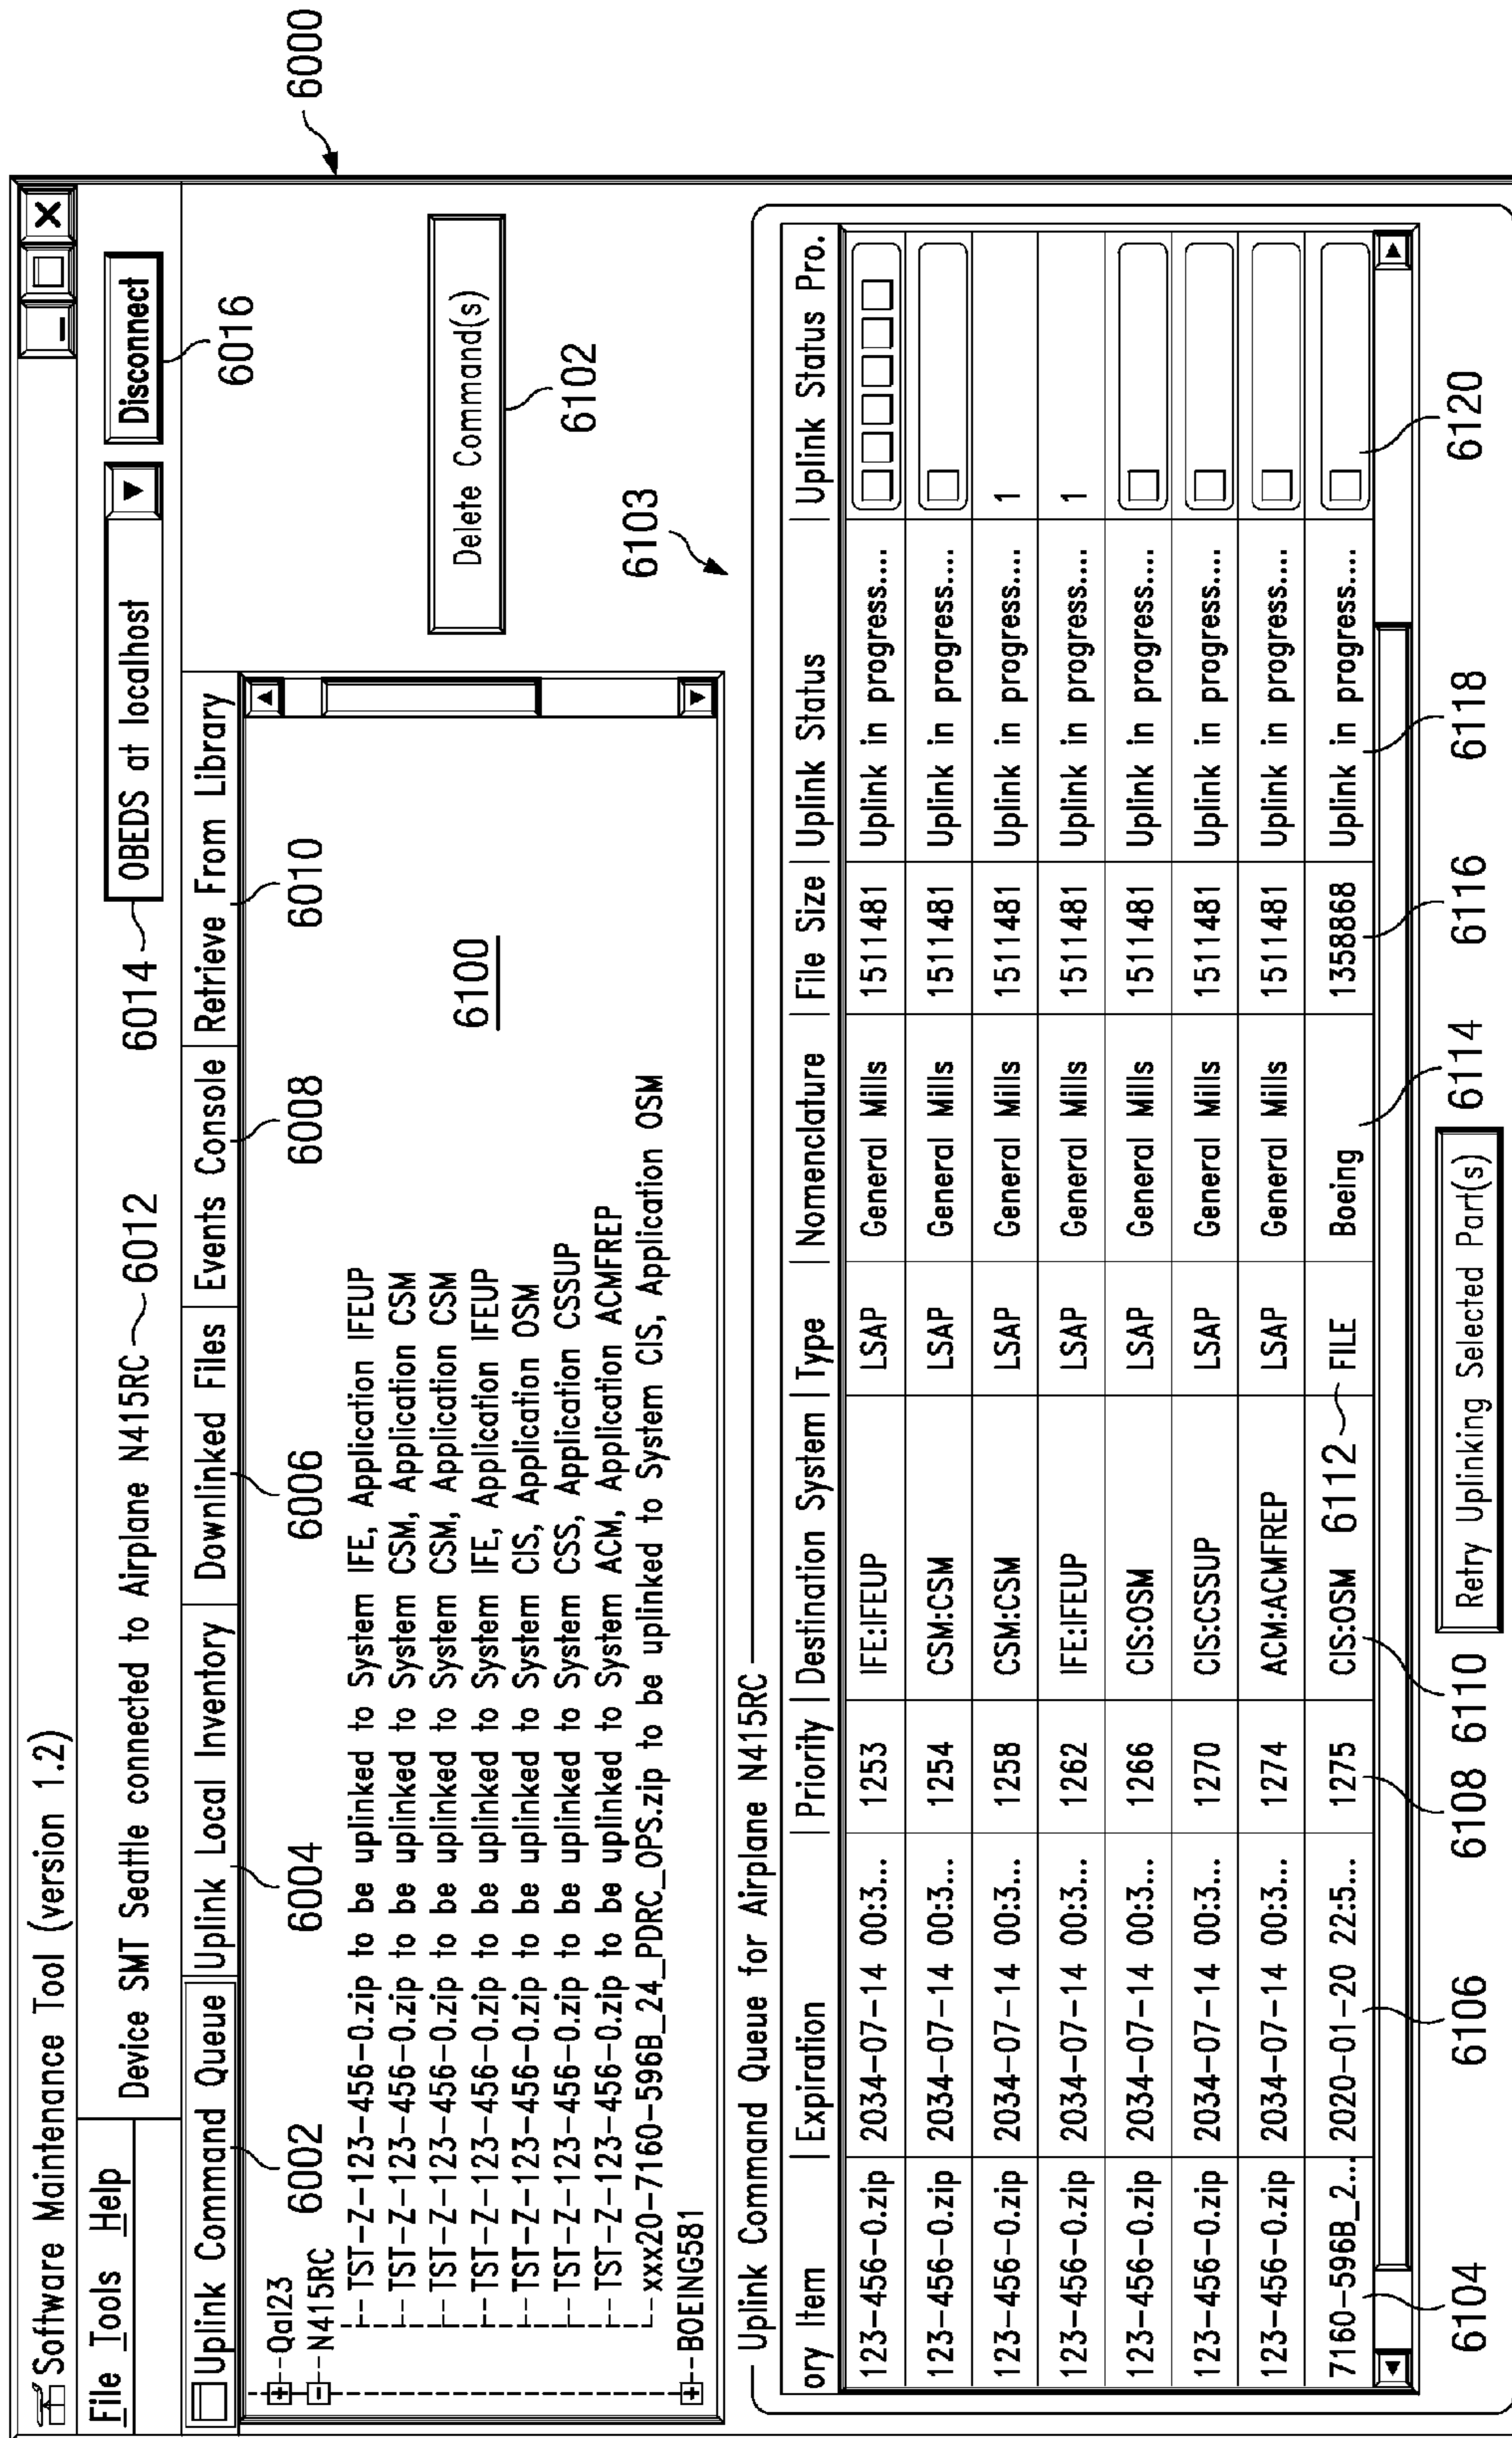 Software Maintenance Tool (version 1.2)
File Tools Help
Device SMT Seattle connected to Airplane N415RC
6012
6014
OBEDS at localhost
Disconnect
6016
6000
Uplink Command Queue
Uplink Local Inventory
Downlinked Files
Events Console
Retrieve From Library
6002
6004
6006
6008
6010
Qal23
N415RC
TST-Z-123-456-0.zip to be uplinked to System IFE, Application IFEUP
TST-Z-123-456-0.zip to be uplinked to System CSM, Application CSM
TST-Z-123-456-0.zip to be uplinked to System CSM, Application CSM
TST-Z-123-456-0.zip to be uplinked to System IFE, Application IFEUP
TST-Z-123-456-0.zip to be uplinked to System CIS, Application OSM
TST-Z-123-456-0.zip to be uplinked to System CSS, Application CSSUP
TST-Z-123-456-0.zip to be uplinked to System ACM, Application ACMFREP
xxx20-7160-596B_24_PDRC_OPS.zip to be uplinked to System CIS, Application OSM
BOEING581
6100
Delete Command(s)
6102
6103
Uplink Command Queue for Airplane N415RC
ory Item | Expiration | Priority | Destination System | Type | Nomenclature | File Size | Uplink Status | Uplink Status Pro.
123-456-0.zip 2034-07-14 00:3... 1253 IFE:IFEUP LSAP General Mills 1511481 Uplink in progress....
123-456-0.zip 2034-07-14 00:3... 1254 CSM:CSM LSAP General Mills 1511481 Uplink in progress....
123-456-0.zip 2034-07-14 00:3... 1258 CSM:CSM LSAP General Mills 1511481 Uplink in progress.... 1
123-456-0.zip 2034-07-14 00:3... 1262 IFE:IFEUP LSAP General Mills 1511481 Uplink in progress.... 1
123-456-0.zip 2034-07-14 00:3... 1266 CIS:OSM LSAP General Mills 1511481 Uplink in progress....
123-456-0.zip 2034-07-14 00:3... 1270 CIS:CSSUP LSAP General Mills 1511481 Uplink in progress....
123-456-0.zip 2034-07-14 00:3... 1274 ACM:ACMFREP LSAP General Mills 1511481 Uplink in progress....
7160-596B_2... 2020-01-20 22:5... 1275 CIS:OSM 6112 FILE Boeing 1358868 Uplink in progress....
Retry Uplinking Selected Part(s)
6104
6106
6108
6110
6114
6116
6118
6120